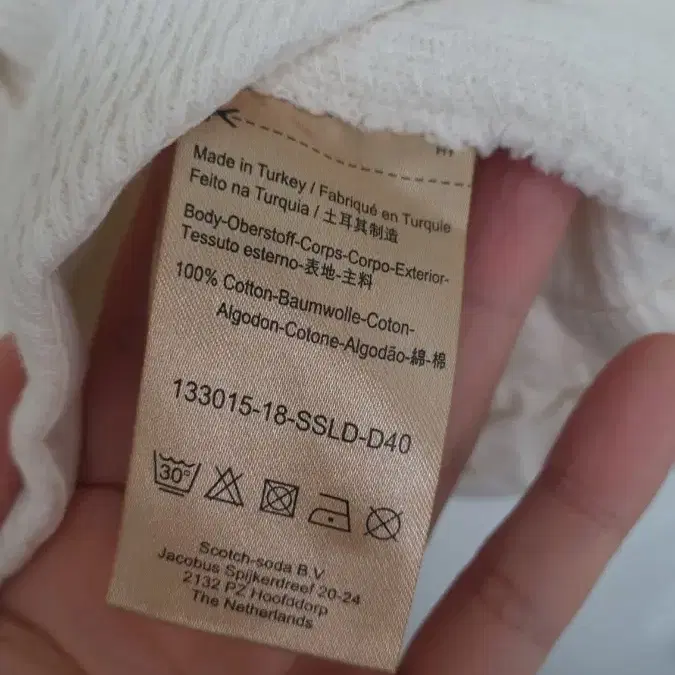 Made in Turkey / Fabriqué en Turquie
Feito na Turquia / 土耳其制造
Body-Oberstoff-Corps-Corpo-Exterior-
Tessuto esterno-表地-主料
100% Cotton-Baumwolle-Coton-
Algodon-Cotone-Algodão-綿-棉
133015-18-SSLD-D40
30°
Scotch-soda B.V.
Jacobus Spijkerdreef 20-24
2132 PZ Hoofddorp
The Netherlands